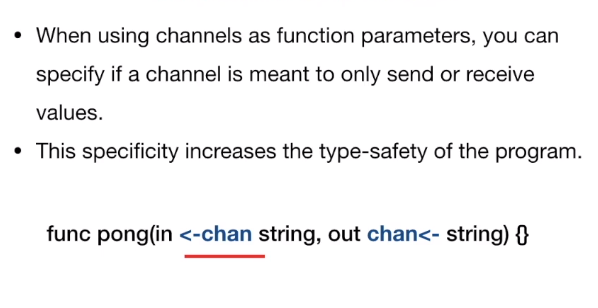 • When using channels as function parameters, you can
specify if a channel is meant to only send or receive
values.
• This specificity increases the type-safety of the program.
func pong(in <-chan string, out chan<- string) {}